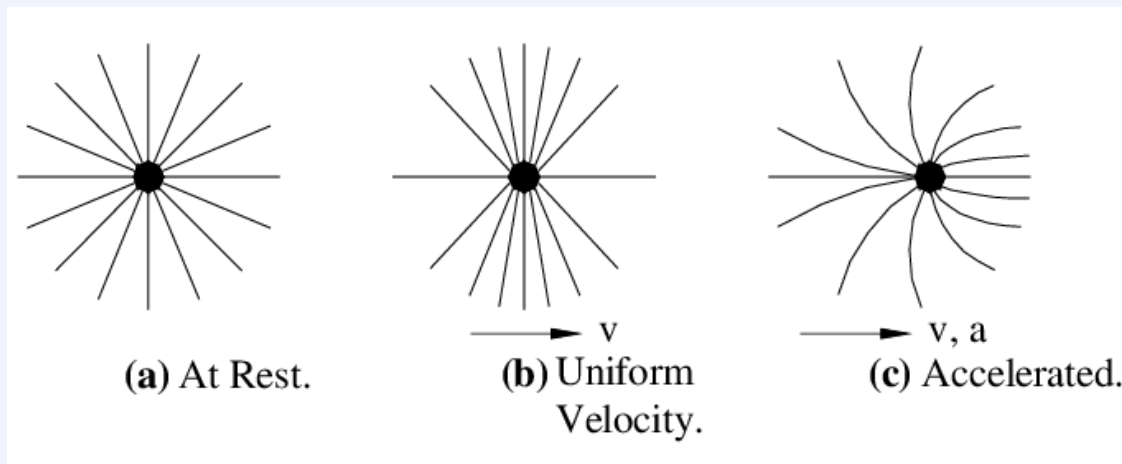 v
v, a
(a) At Rest.
(b) Uniform
Velocity.
(c) Accelerated.